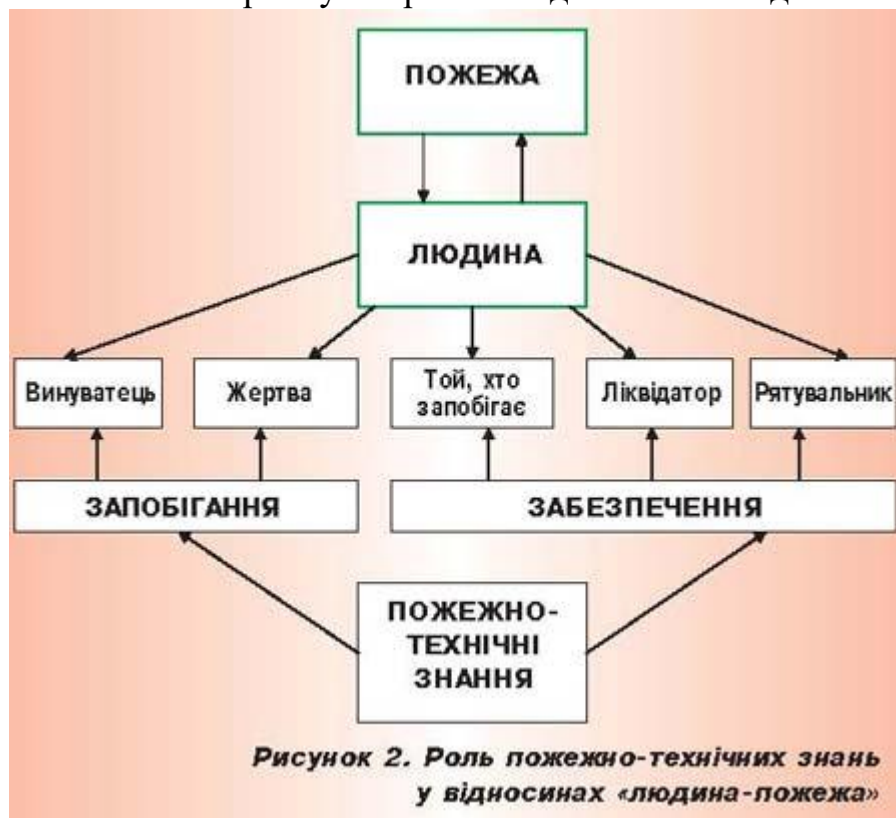 ПОЖЕЖА
ЛЮДИНА
Винуватець
Жертва
Той, хто
запобігає
Ліквідатор
Рятувальник
ЗАПОБІГАННЯ
ЗАБЕЗПЕЧЕННЯ
ПОЖЕЖНО-
ТЕХНІЧНІ
ЗНАННЯ
Рисунок 2. Роль пожежно-технічних знань
у відносинах «людина-пожежа»